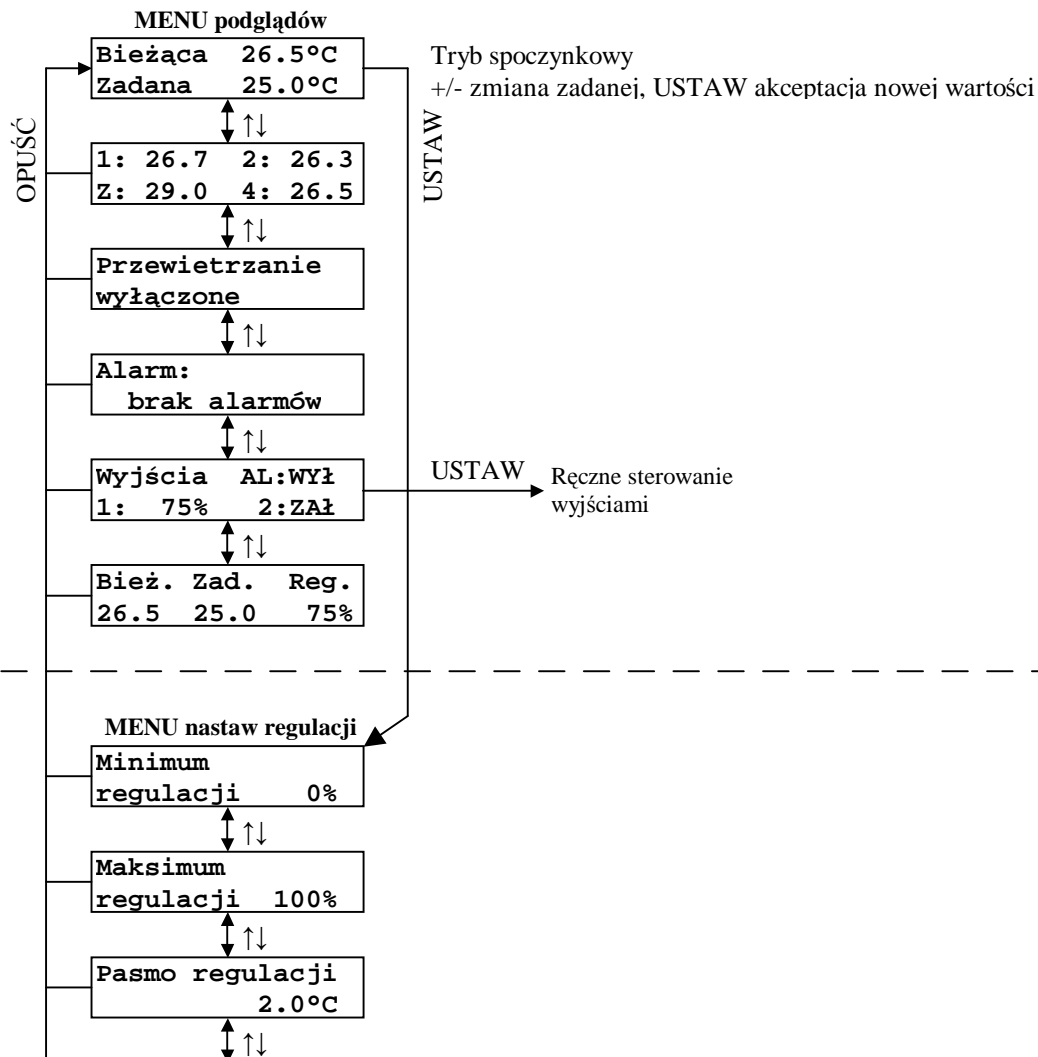 MENU podglądów
Bieżąca 26.5°C
Zadana 25.0°C
Tryb spoczynkowy
+/- zmiana zadanej, USTAW akceptacja nowej wartości
↑↓
OPUŚĆ
USTAW
1: 26.7 2: 26.3
Z: 29.0 4: 26.5
↑↓
Przewietrzanie
wyłączone
↑↓
Alarm:
brak alarmów
↑↓
Wyjścia AL:WYŁ
1: 75% 2:ZAŁ
USTAW
Ręczne sterowanie
wyjściami
↑↓
Bież. Zad. Reg.
26.5 25.0 75%
MENU nastaw regulacji
Minimum
regulacji 0%
↑↓
Maksimum
regulacji 100%
↑↓
Pasmo regulacji
2.0°C
↑↓